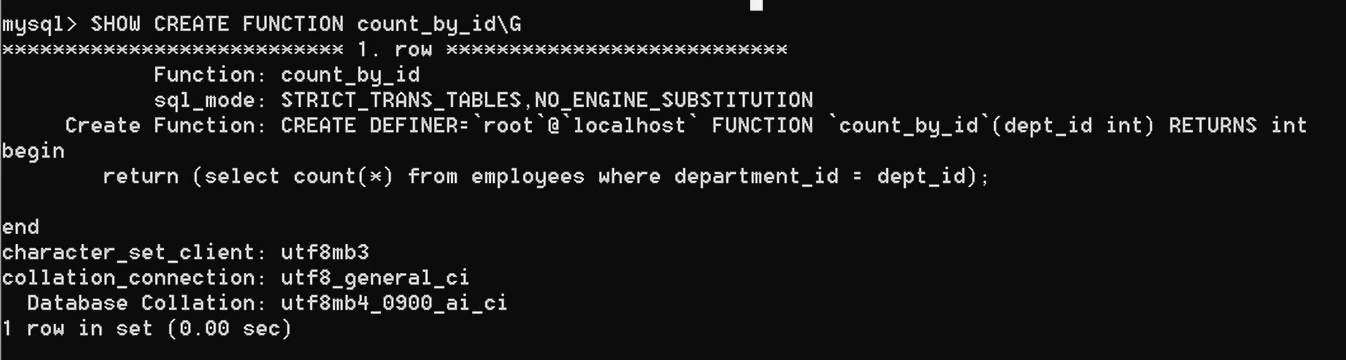 mysql> SHOW CREATE FUNCTION count_by_id\G
*************************** 1. row ***************************
            Function: count_by_id
            sql_mode: STRICT_TRANS_TABLES,NO_ENGINE_SUBSTITUTION
     Create Function: CREATE DEFINER=`root`@`localhost` FUNCTION `count_by_id`(dept_id int) RETURNS int
begin
        return (select count(*) from employees where department_id = dept_id);
end
character_set_client: utf8mb3
collation_connection: utf8_general_ci
  Database Collation: utf8mb4_0900_ai_ci
1 row in set (0.00 sec)